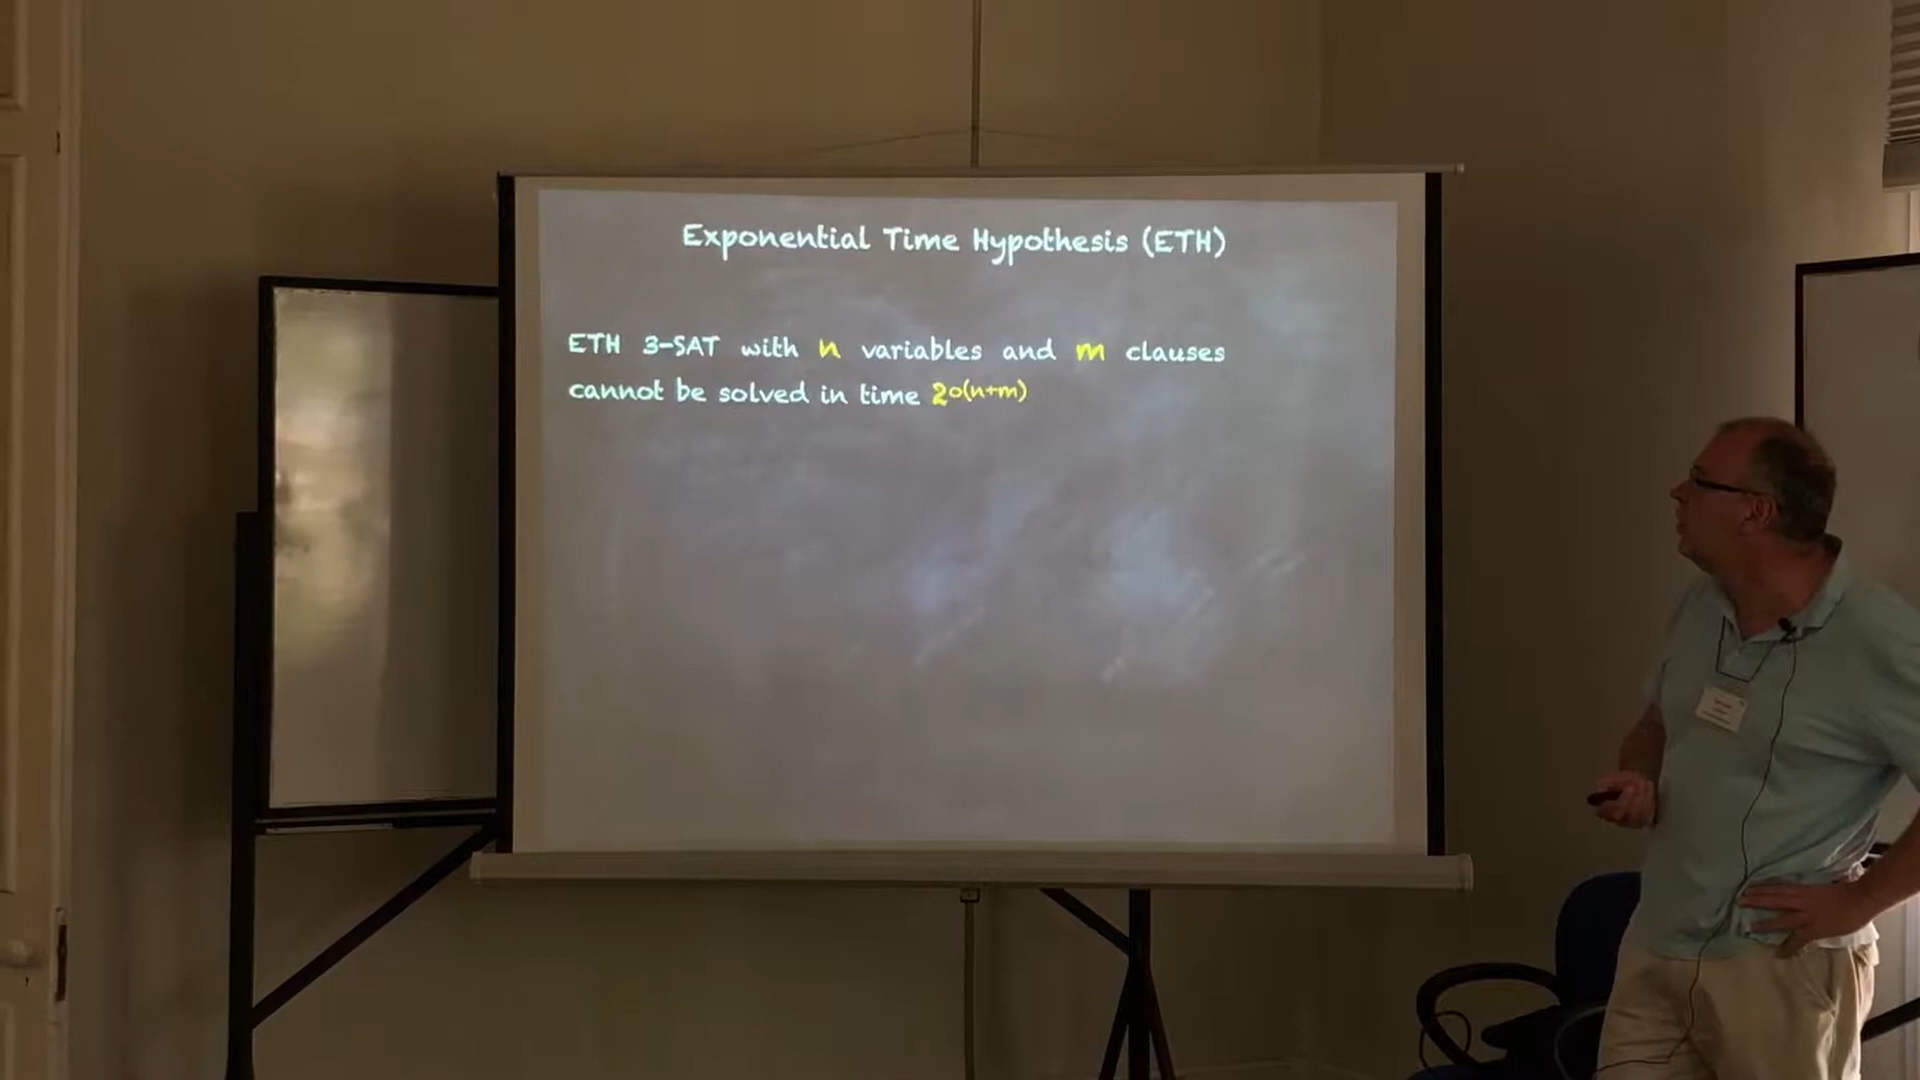 Exponential Time Hypothesis (ETH)
ETH 3-SAT with n variables and m clauses
cannot be solved in time 2^o(n+m)